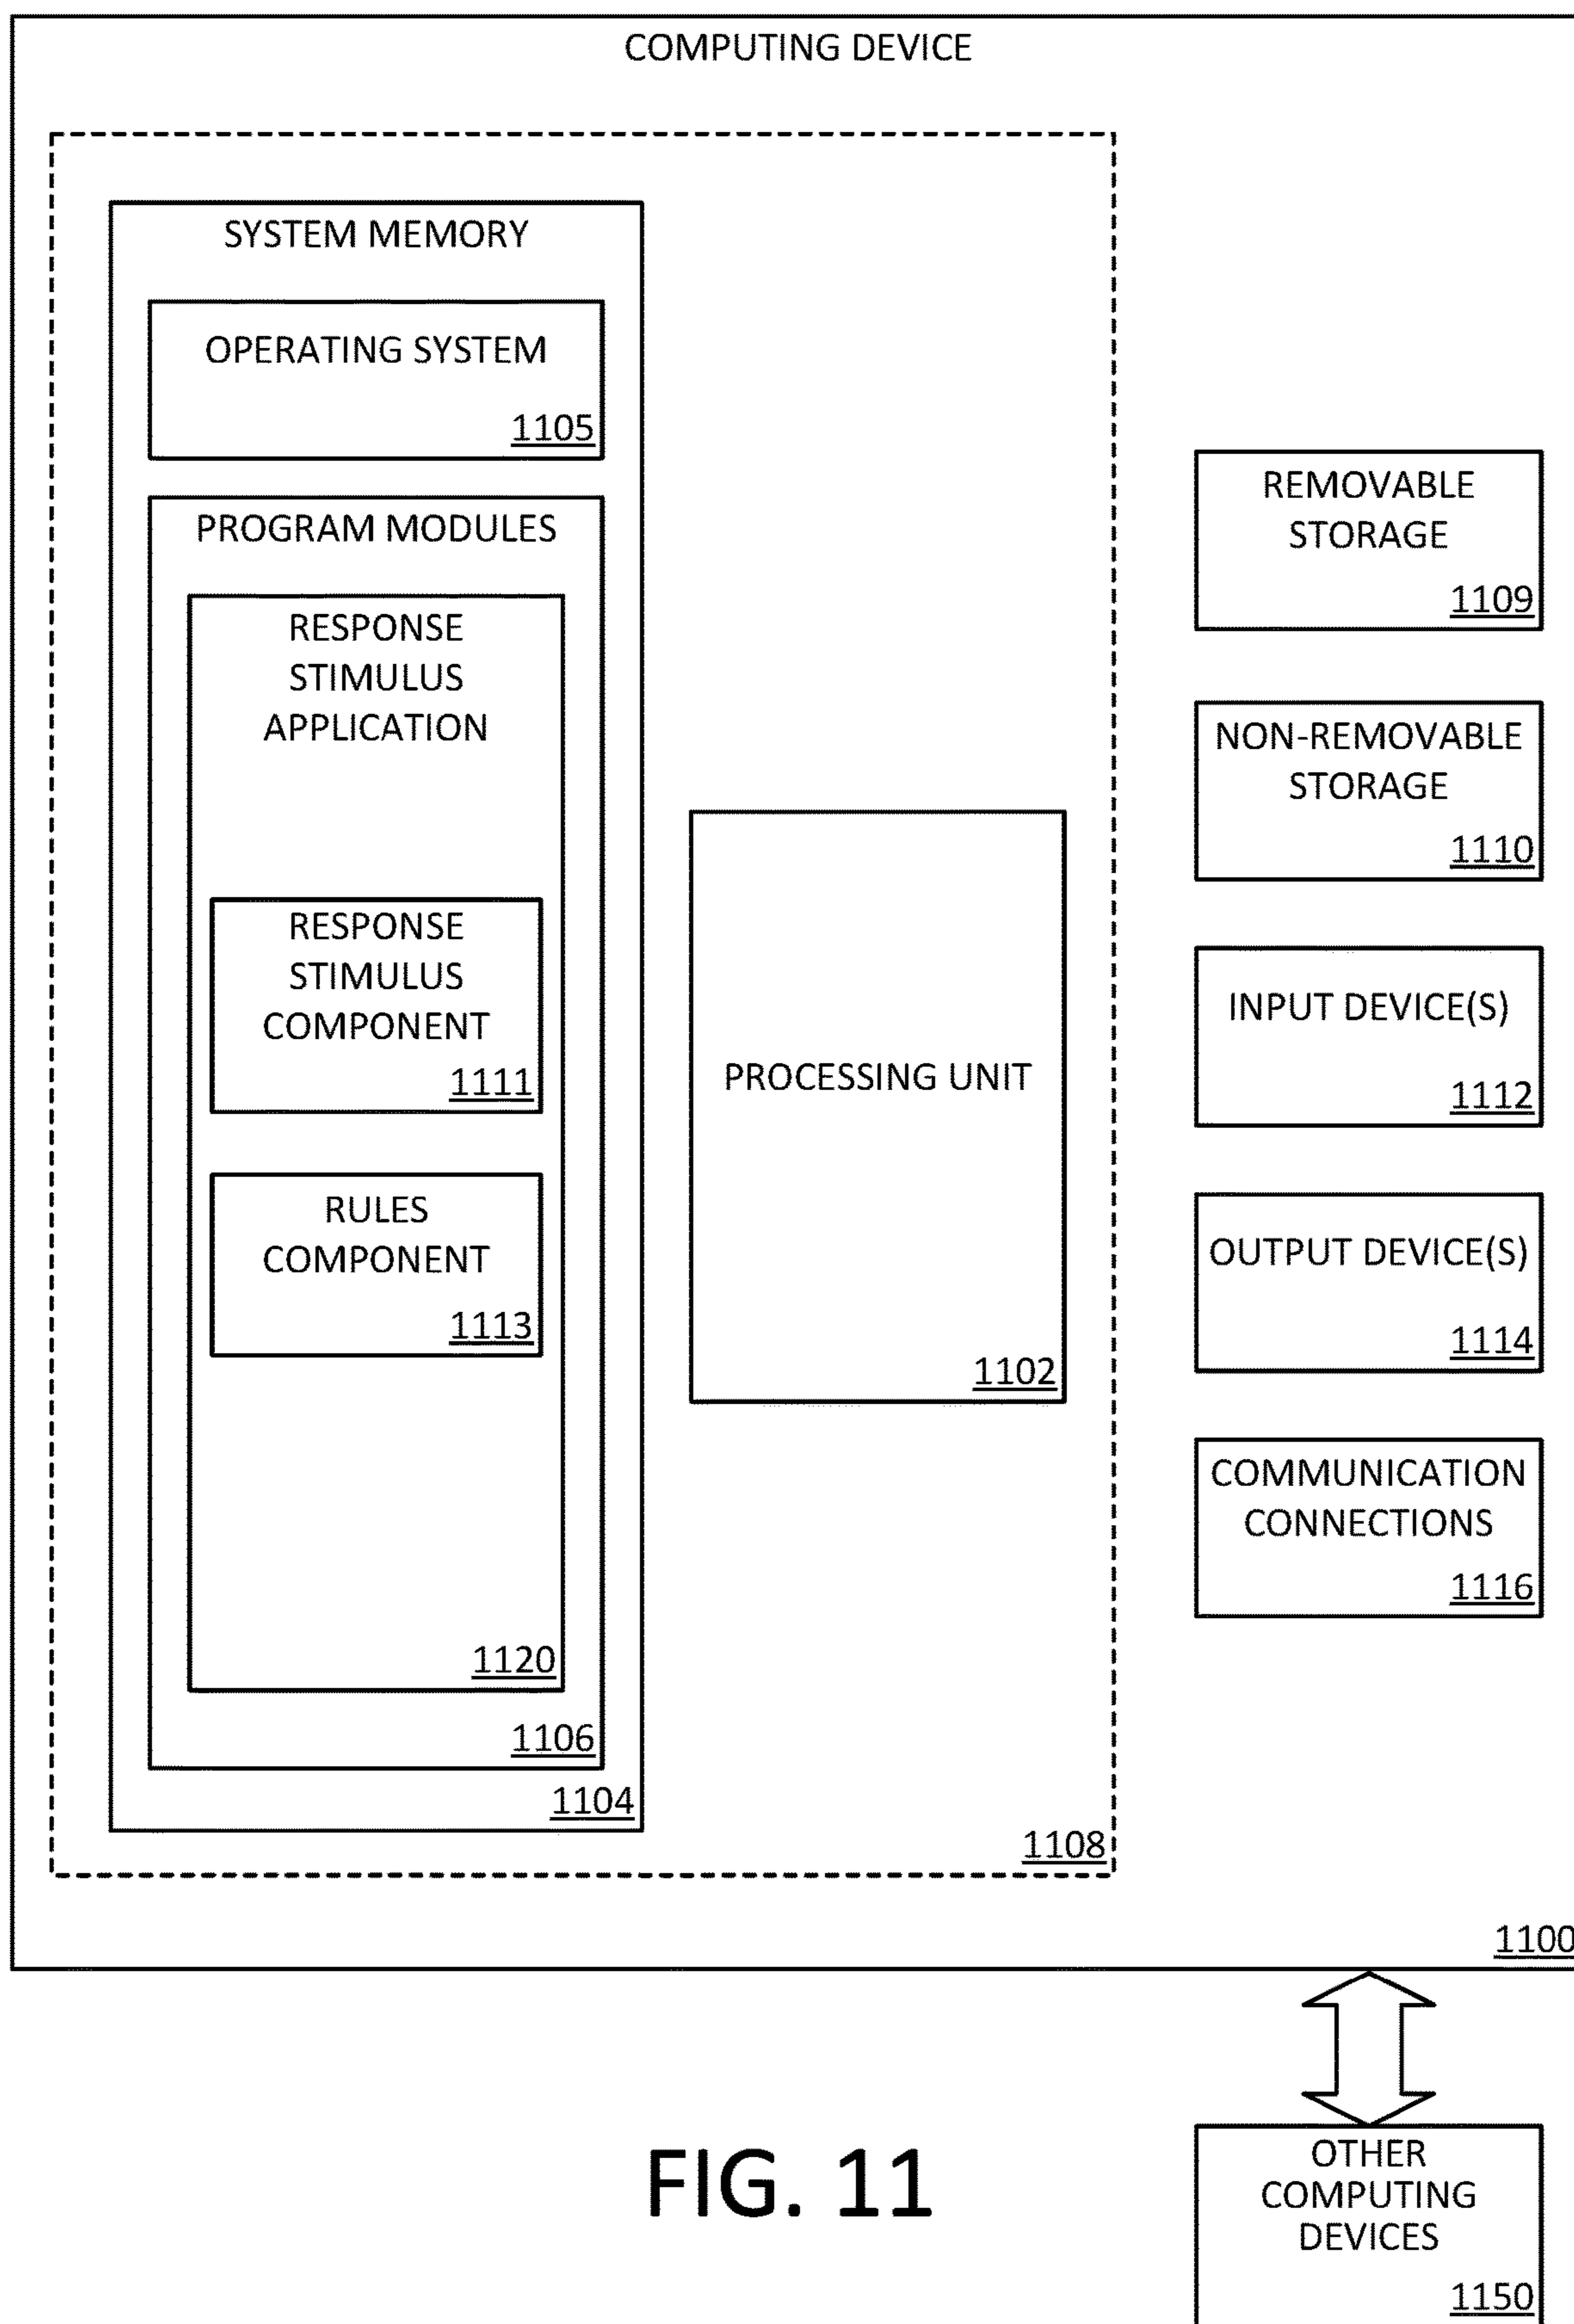 COMPUTING DEVICE
SYSTEM MEMORY
OPERATING SYSTEM
1105
PROGRAM MODULES
RESPONSE
STIMULUS
APPLICATION
RESPONSE
STIMULUS
COMPONENT
1111
RULES
COMPONENT
1113
1120
1106
1104
PROCESSING UNIT
1102
1108
REMOVABLE
STORAGE
1109
NON-REMOVABLE
STORAGE
1110
INPUT DEVICE(S)
1112
OUTPUT DEVICE(S)
1114
COMMUNICATION
CONNECTIONS
1116
1100
OTHER
COMPUTING
DEVICES
1150
FIG. 11